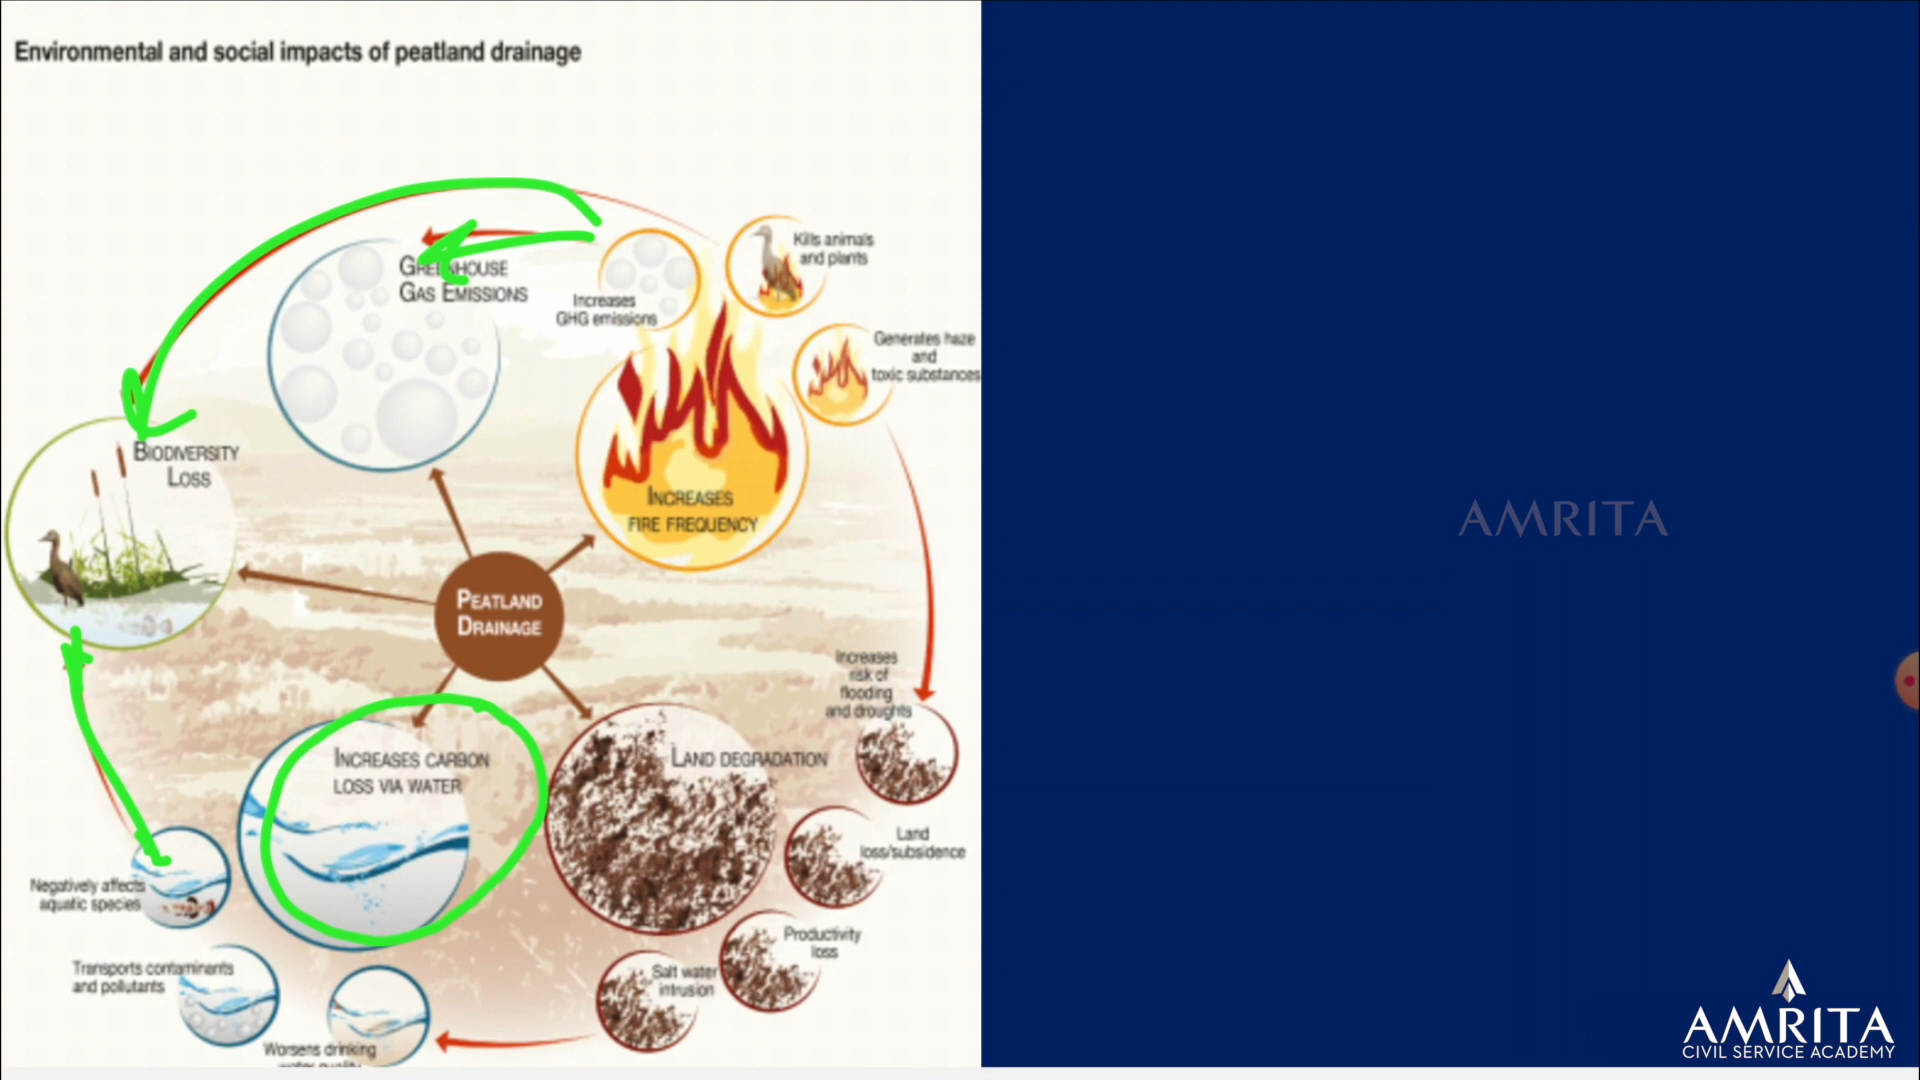 Environmental and social impacts of peatland drainage
Kills animals
and plants
GREENHOUSE
GAS EMISSIONS
Increases
GHG emissions
Generates haze
and
toxic substances
BIODIVERSITY
LOSS
INCREASES
FIRE FREQUENCY
AMRITA
PEATLAND
DRAINAGE
Increases
risk of
flooding
and droughts
INCREASES CARBON
LOSS VIA WATER
LAND DEGRADATION
Land
loss/subsidence
Negatively affects
aquatic species
Productivity
loss
Transports contaminants
and pollutants
Salt water
intrusion
Worsens drinking
water quality
AMRITA
CIVIL SERVICE ACADEMY